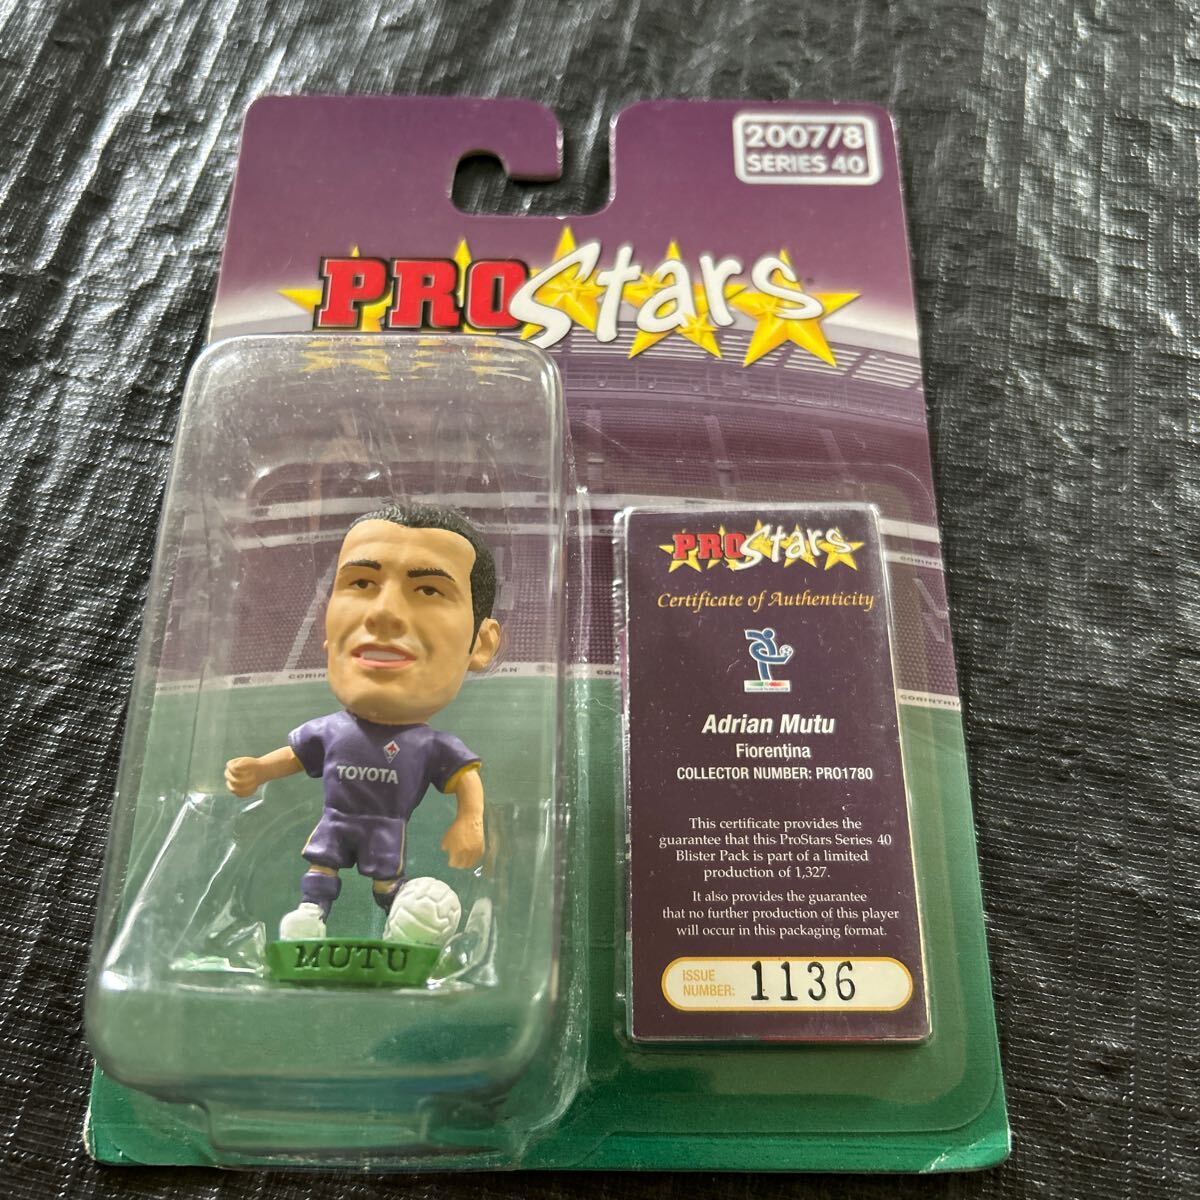 2007/8
SERIES 40
PROStars
PROStars
Certificate of Authenticity
Adrian Mutu
Fiorentina
COLLECTOR NUMBER: PRO1780
This certificate provides the
guarantee that this ProStars Series 40
Blister Pack is part of a limited
production of 1,327.
It also provides the guarantee
that no further production of this player
will occur in this packaging format.
ISSUE
NUMBER: 1136
TOYOTA
MUTU
CORINTHIAN